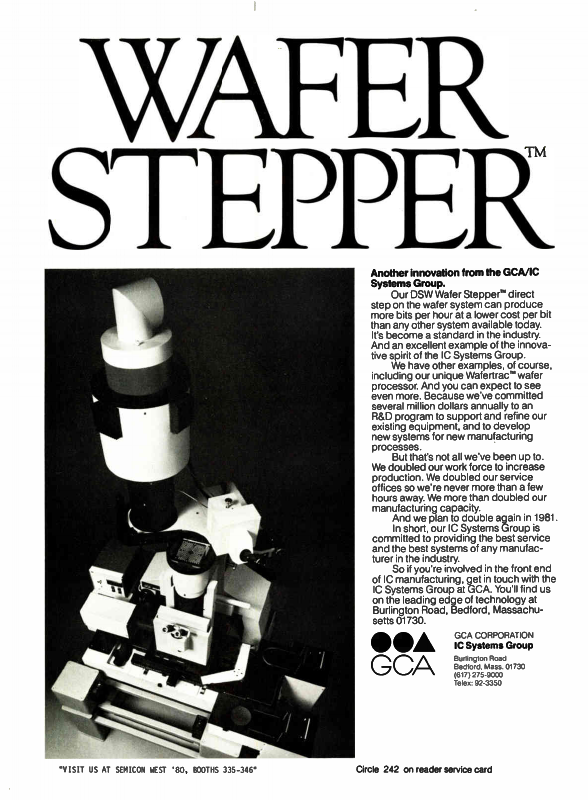 WAFER
STEPPER™
Another innovation from the GCA/IC
Systems Group.
Our DSW Wafer Stepper™ direct
step on the wafer system can produce
more bits per hour at a lower cost per bit
than any other system available today.
It's become a standard in the industry.
And an excellent example of the innova-
tive spirit of the IC Systems Group.
We have other examples, of course,
including our unique Wafertrac™ wafer
processor. And you can expect to see
even more. Because we've committed
several million dollars annually to an
R&D program to support and refine our
existing equipment, and to develop
new systems for new manufacturing
processes.
But that's not all we've been up to.
We doubled our work force to increase
production. We doubled our service
offices so we're never more than a few
hours away. We more than doubled our
manufacturing capacity.
And we plan to double again in 1981.
In short, our IC Systems Group is
committed to providing the best service
and the best systems of any manufac-
turer in the industry.
So if you're involved in the front end
of IC manufacturing, get in touch with the
IC Systems Group at GCA. You'll find us
on the leading edge of technology at
Burlington Road, Bedford, Massachu-
setts 01730.
GCA
GCA CORPORATION
IC Systems Group
Burlington Road
Bedford, Mass. 01730
(617) 275-9000
Telex: 92-3350
"VISIT US AT SEMICON WEST '80, BOOTHS 335-346"
Circle 242 on reader service card